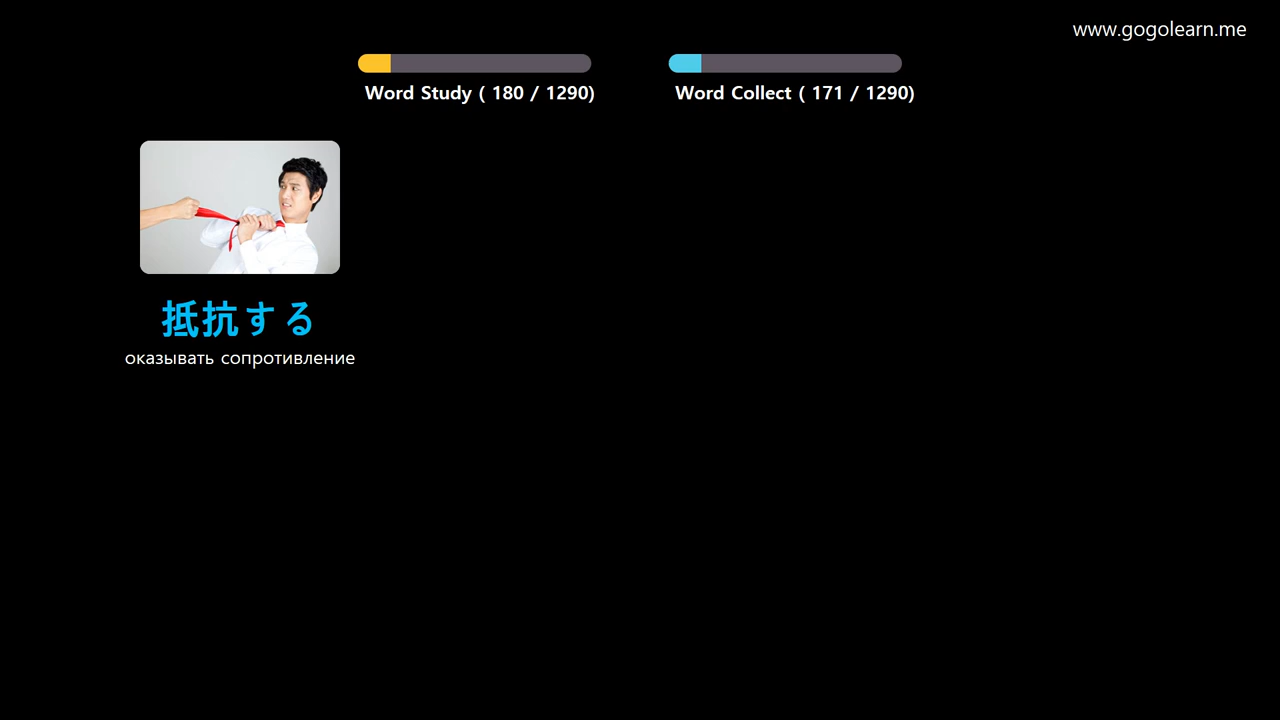 www.gogolearn.me
Word Study ( 180 / 1290)
Word Collect ( 171 / 1290)
抵抗する
оказывать сопротивление